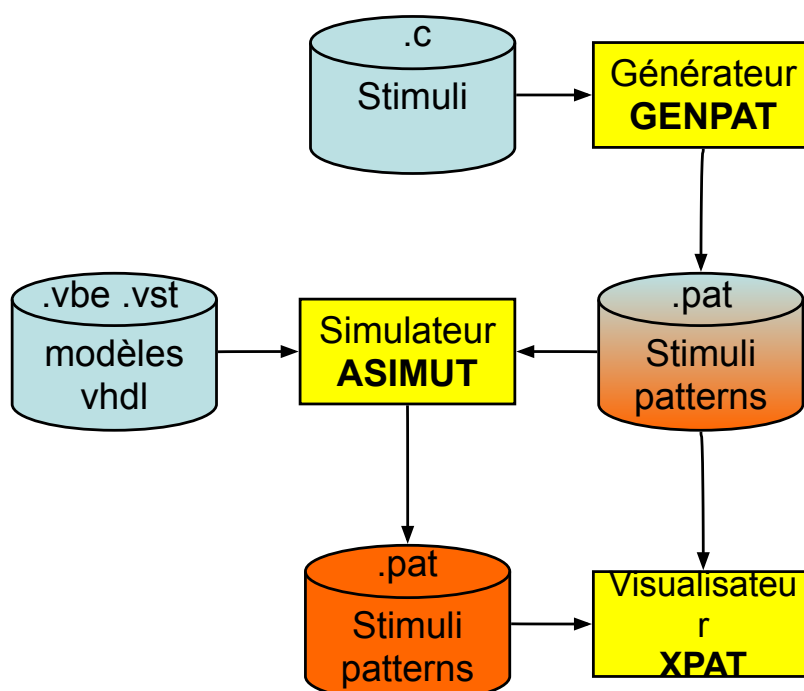 .c
Stimuli
Générateur
GENPAT
.vbe .vst
modèles
vhdl
Simulateur
ASIMUT
.pat
Stimuli
patterns
.pat
Stimuli
patterns
Visualisateu
r
XPAT